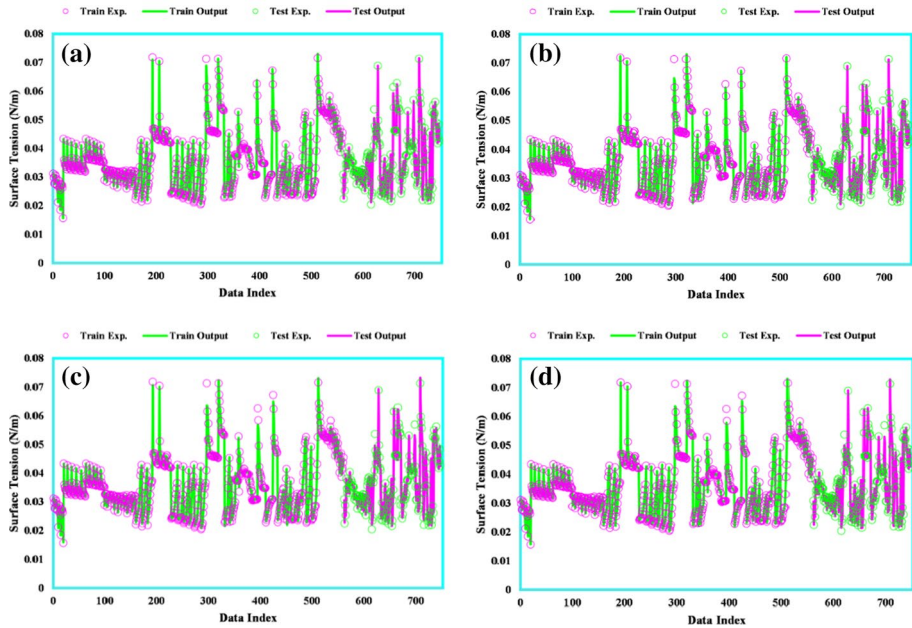 Train Exp. Train Output Test Exp. Test Output
(a)
Surface Tension (N/m)
0.08
0.07
0.06
0.05
0.04
0.03
0.02
0.01
0
0 100 200 300 400 500 600 700
Data Index
Train Exp. Train Output Test Exp. Test Output
(b)
Surface Tension (N/m)
0.08
0.07
0.06
0.05
0.04
0.03
0.02
0.01
0
0 100 200 300 400 500 600 700
Data Index
Train Exp. Train Output Test Exp. Test Output
(c)
Surface Tension (N/m)
0.08
0.07
0.06
0.05
0.04
0.03
0.02
0.01
0
0 100 200 300 400 500 600 700
Data Index
Train Exp. Train Output Test Exp. Test Output
(d)
Surface Tension (N/m)
0.08
0.07
0.06
0.05
0.04
0.03
0.02
0.01
0
0 100 200 300 400 500 600 700
Data Index